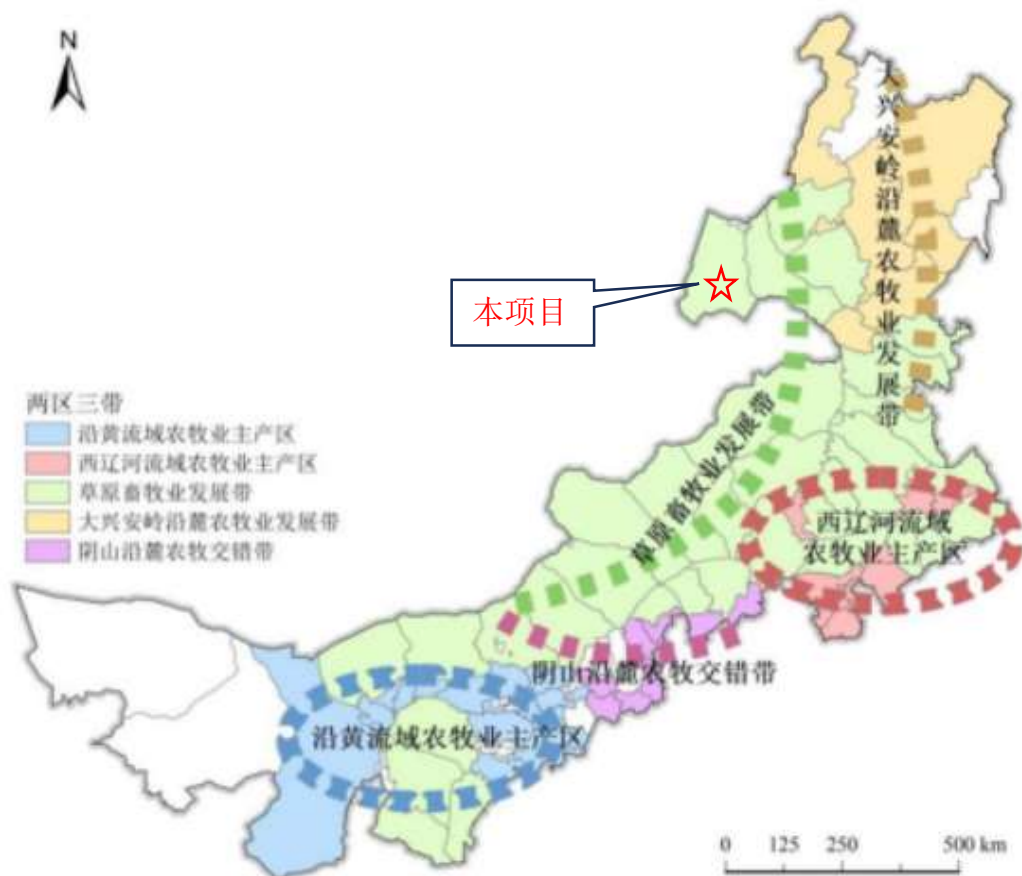 N
大兴安岭沿麓农牧业发展带
本项目
草原畜牧业发展带
两区三带
沿黄流域农牧业主产区
西辽河流域农牧业主产区
草原畜牧业发展带
大兴安岭沿麓农牧业发展带
阴山沿麓农牧交错带
西辽河流域
农牧业主产区
阴山沿麓农牧交错带
沿黄流域农牧业主产区
0 125 250 500 km